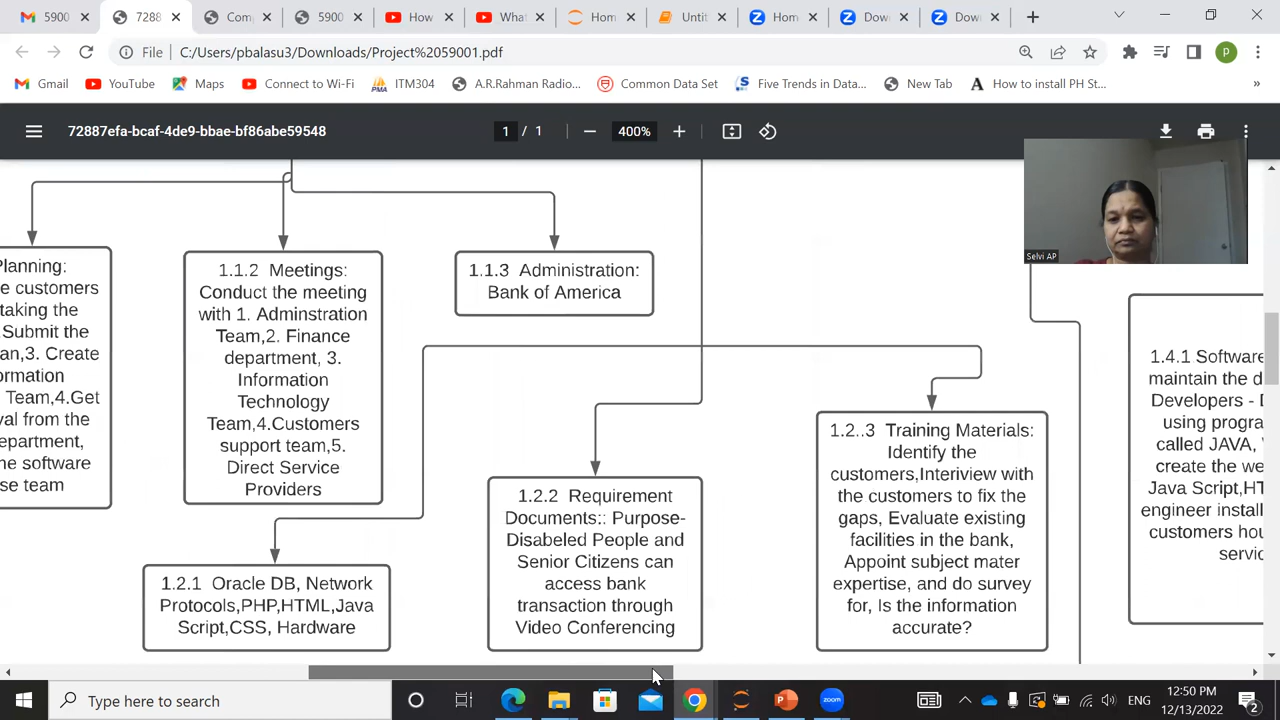 5900
7288
Com
5900
How
What
Hom
Untit
Hom
Dow
Dow
File
C:/Users/pbalasu3/Downloads/Project%2059001.pdf
p
Gmail
YouTube
Maps
Connect to Wi-Fi
PMA
ITM304
A.R.Rahman Radio...
Common Data Set
Five Trends in Data...
New Tab
A
How to install PH St...
»
72887efa-bcaf-4de9-bbae-bf86abe59548
1 / 1
400%
Selvi AP
Planning:
e customers
taking the
.Submit the
an,3. Create
ormation
Team,4.Get
val from the
epartment,
ne software
se team
1.1.2 Meetings:
Conduct the meeting
with 1. Adminstration
Team,2. Finance
department, 3.
Information
Technology
Team,4.Customers
support team,5.
Direct Service
Providers
1.1.3 Administration:
Bank of America
1.2.1 Oracle DB, Network
Protocols,PHP,HTML,Java
Script,CSS, Hardware
1.2.2 Requirement
Documents:: Purpose-
Disabeled People and
Senior Citizens can
access bank
transaction through
Video Conferencing
1.2..3 Training Materials:
Identify the
customers,Interiview with
the customers to fix the
gaps, Evaluate existing
facilities in the bank,
Appoint subject mater
expertise, and do survey
for, Is the information
accurate?
1.4.1 Software
maintain the d
Developers - D
using progra
called JAVA,
create the we
Java Script,HT
engineer install
customers hou
servic
Type here to search
zoom
ENG
12:50 PM
12/13/2022
2